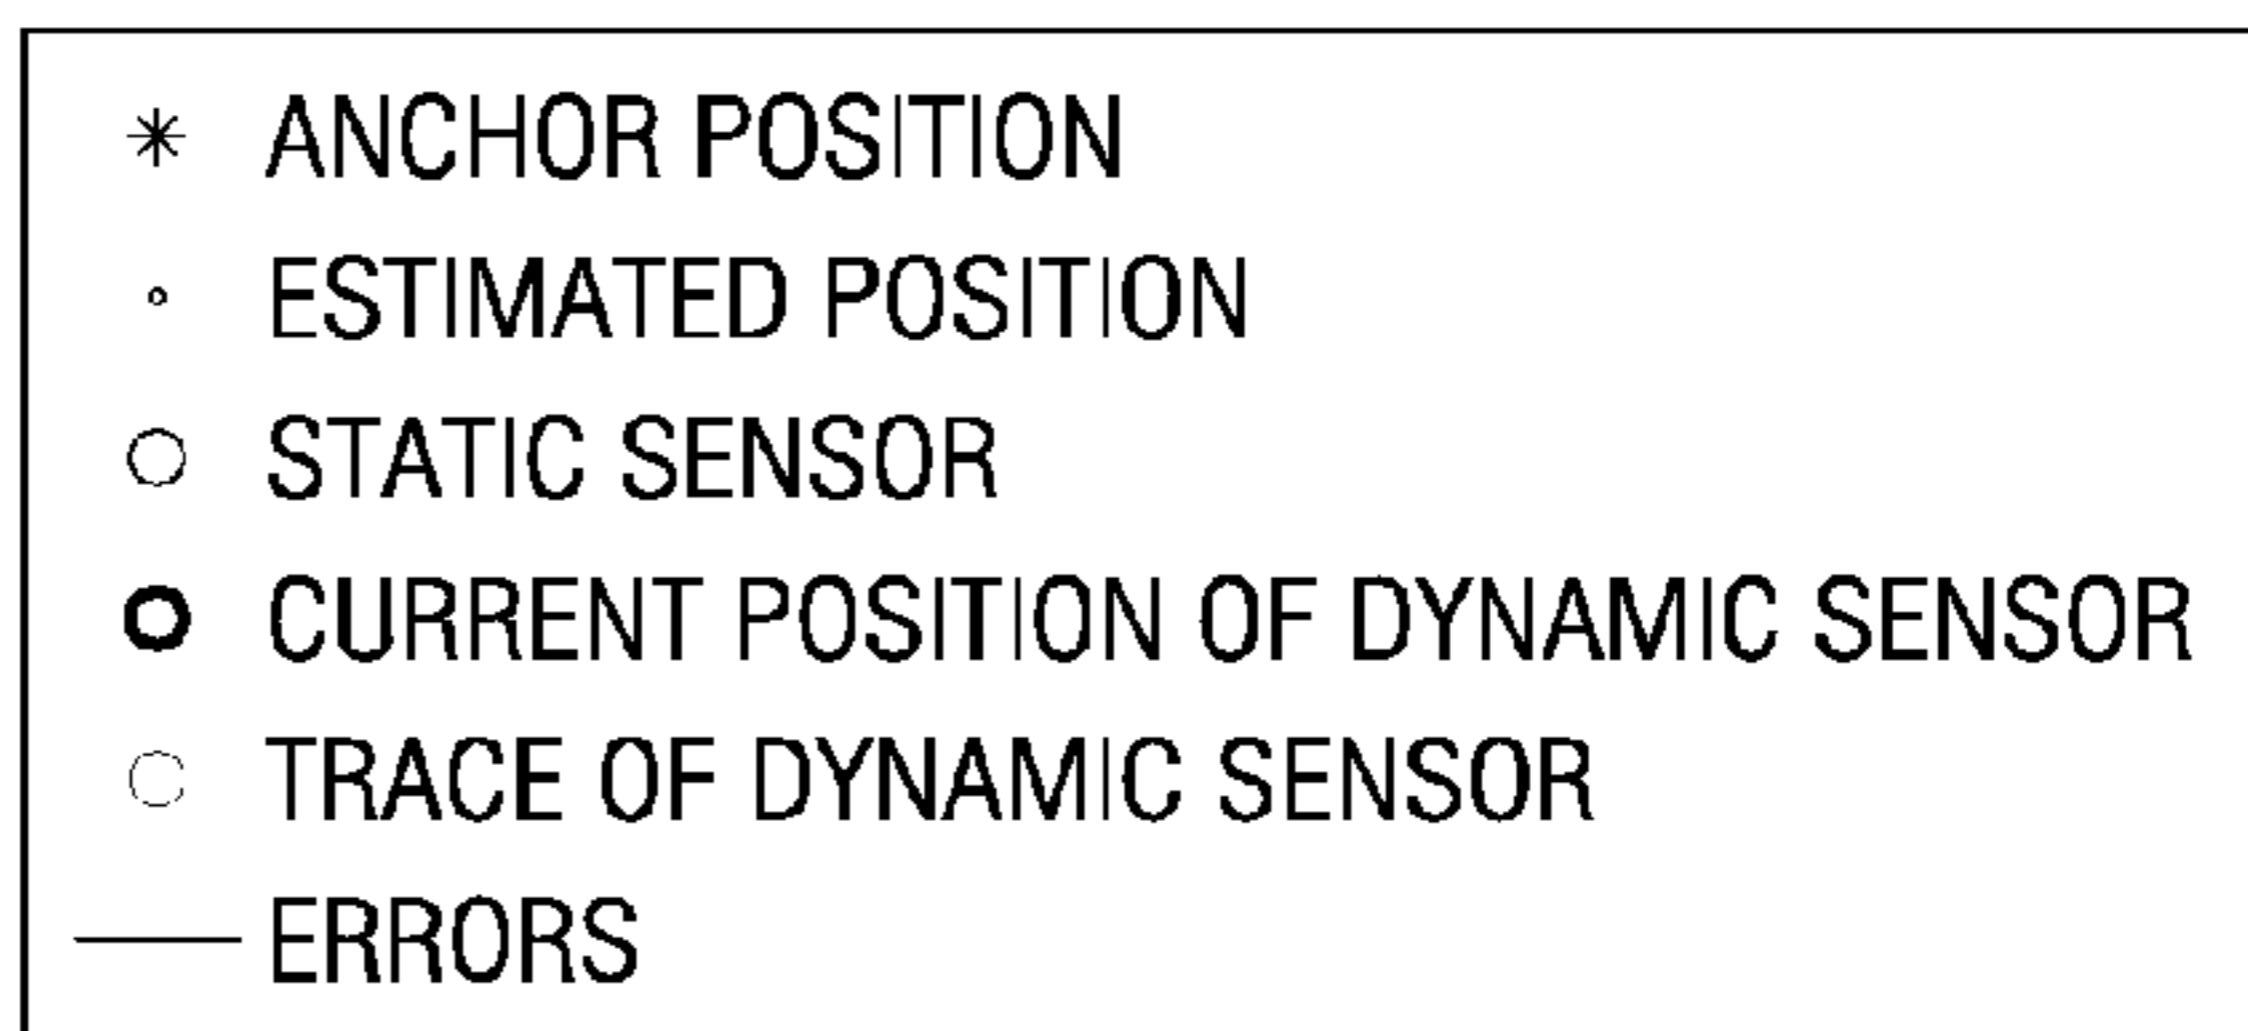 ANCHOR POSITION
ESTIMATED POSITION
STATIC SENSOR
CURRENT POSITION OF DYNAMIC SENSOR
TRACE OF DYNAMIC SENSOR
ERRORS